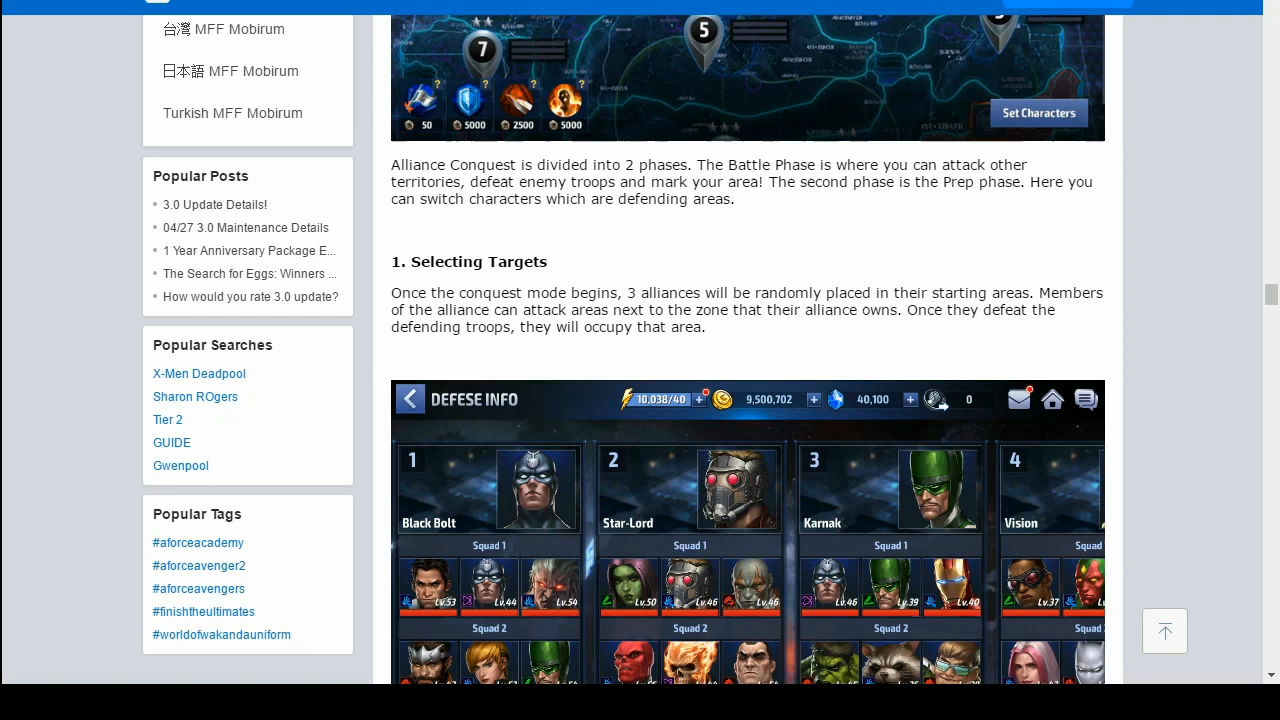 台灣 MFF Mobirum
日本語 MFF Mobirum
Turkish MFF Mobirum
Popular Posts
3.0 Update Details!
04/27 3.0 Maintenance Details
1 Year Anniversary Package E...
The Search for Eggs: Winners ...
How would you rate 3.0 update?
Popular Searches
X-Men Deadpool
Sharon ROgers
Tier 2
GUIDE
Gwenpool
Popular Tags
#aforceacademy
#aforceavenger2
#aforceavengers
#finishtheultimates
#worldofwakandauniform
7
5
? ? ? ?
50 5000 2500 5000
Set Characters
Alliance Conquest is divided into 2 phases. The Battle Phase is where you can attack other
territories, defeat enemy troops and mark your area! The second phase is the Prep phase. Here you
can switch characters which are defending areas.
1. Selecting Targets
Once the conquest mode begins, 3 alliances will be randomly placed in their starting areas. Members
of the alliance can attack areas next to the zone that their alliance owns. Once they defeat the
defending troops, they will occupy that area.
DEFESE INFO 10,038/40 + 9,500,702 + 40,100 + 0
1 2 3 4
Black Bolt Star-Lord Karnak Vision
Squad 1 Squad 1 Squad 1 Squad
Lv.53 Lv.44 Lv.54 Lv.50 Lv.46 Lv.46 Lv.46 Lv.39 Lv.40 Lv.37
Squad 2 Squad 2 Squad 2 Squad